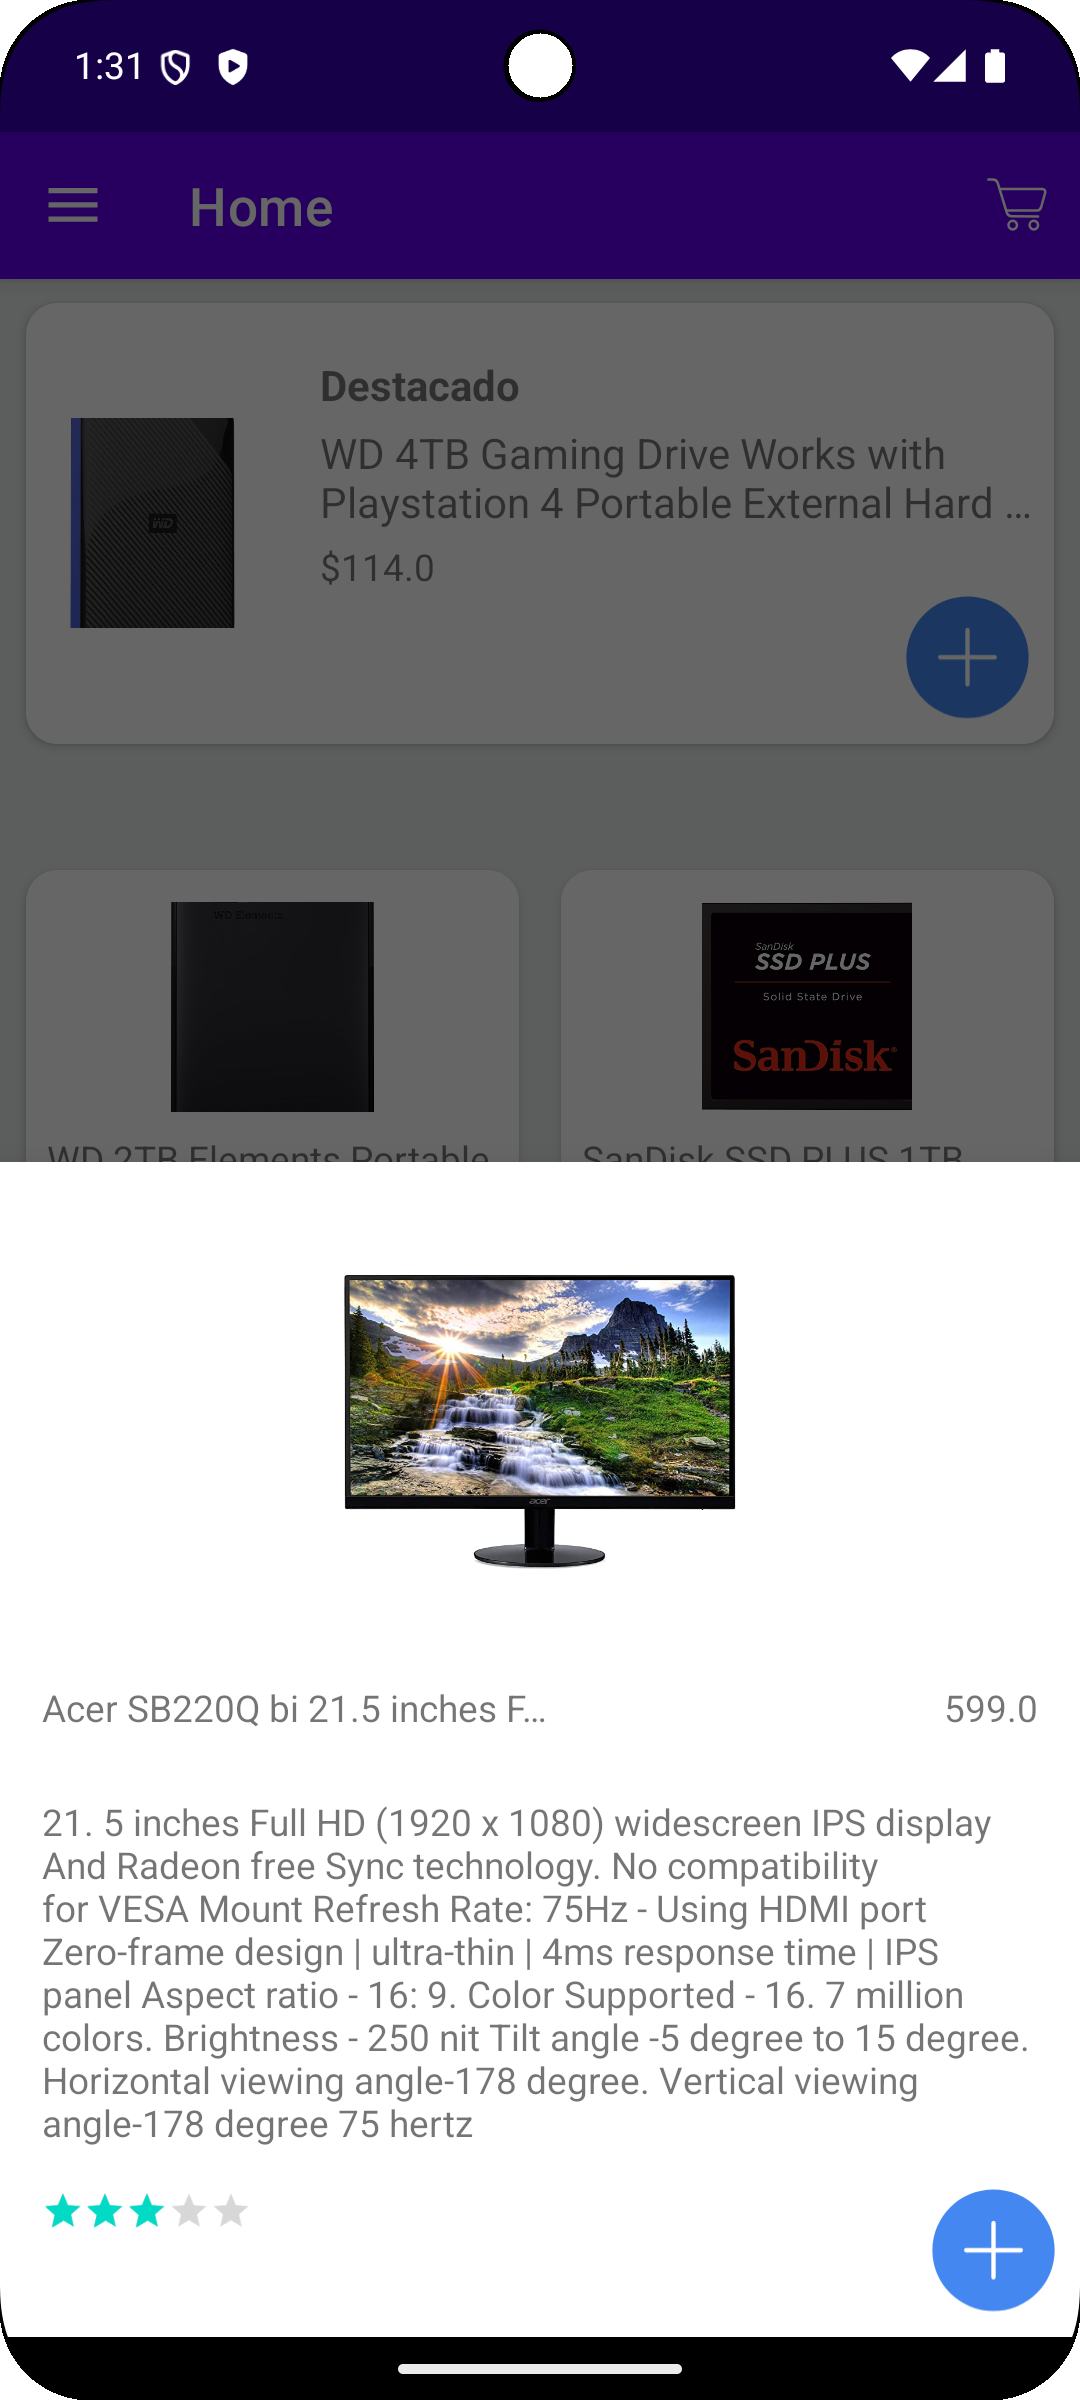 1:31
Home
Destacado
WD 4TB Gaming Drive Works with
Playstation 4 Portable External Hard ...
$114.0
WD
WD Elements
SanDisk
SSD PLUS
Solid State Drive
SanDisk®
WD 2TB Elements Portable
SanDisk SSD PLUS 1TB
acer
Acer SB220Q bi 21.5 inches F...
599.0
21. 5 inches Full HD (1920 x 1080) widescreen IPS display
And Radeon free Sync technology. No compatibility
for VESA Mount Refresh Rate: 75Hz - Using HDMI port
Zero-frame design | ultra-thin | 4ms response time | IPS
panel Aspect ratio - 16: 9. Color Supported - 16. 7 million
colors. Brightness - 250 nit Tilt angle -5 degree to 15 degree.
Horizontal viewing angle-178 degree. Vertical viewing
angle-178 degree 75 hertz